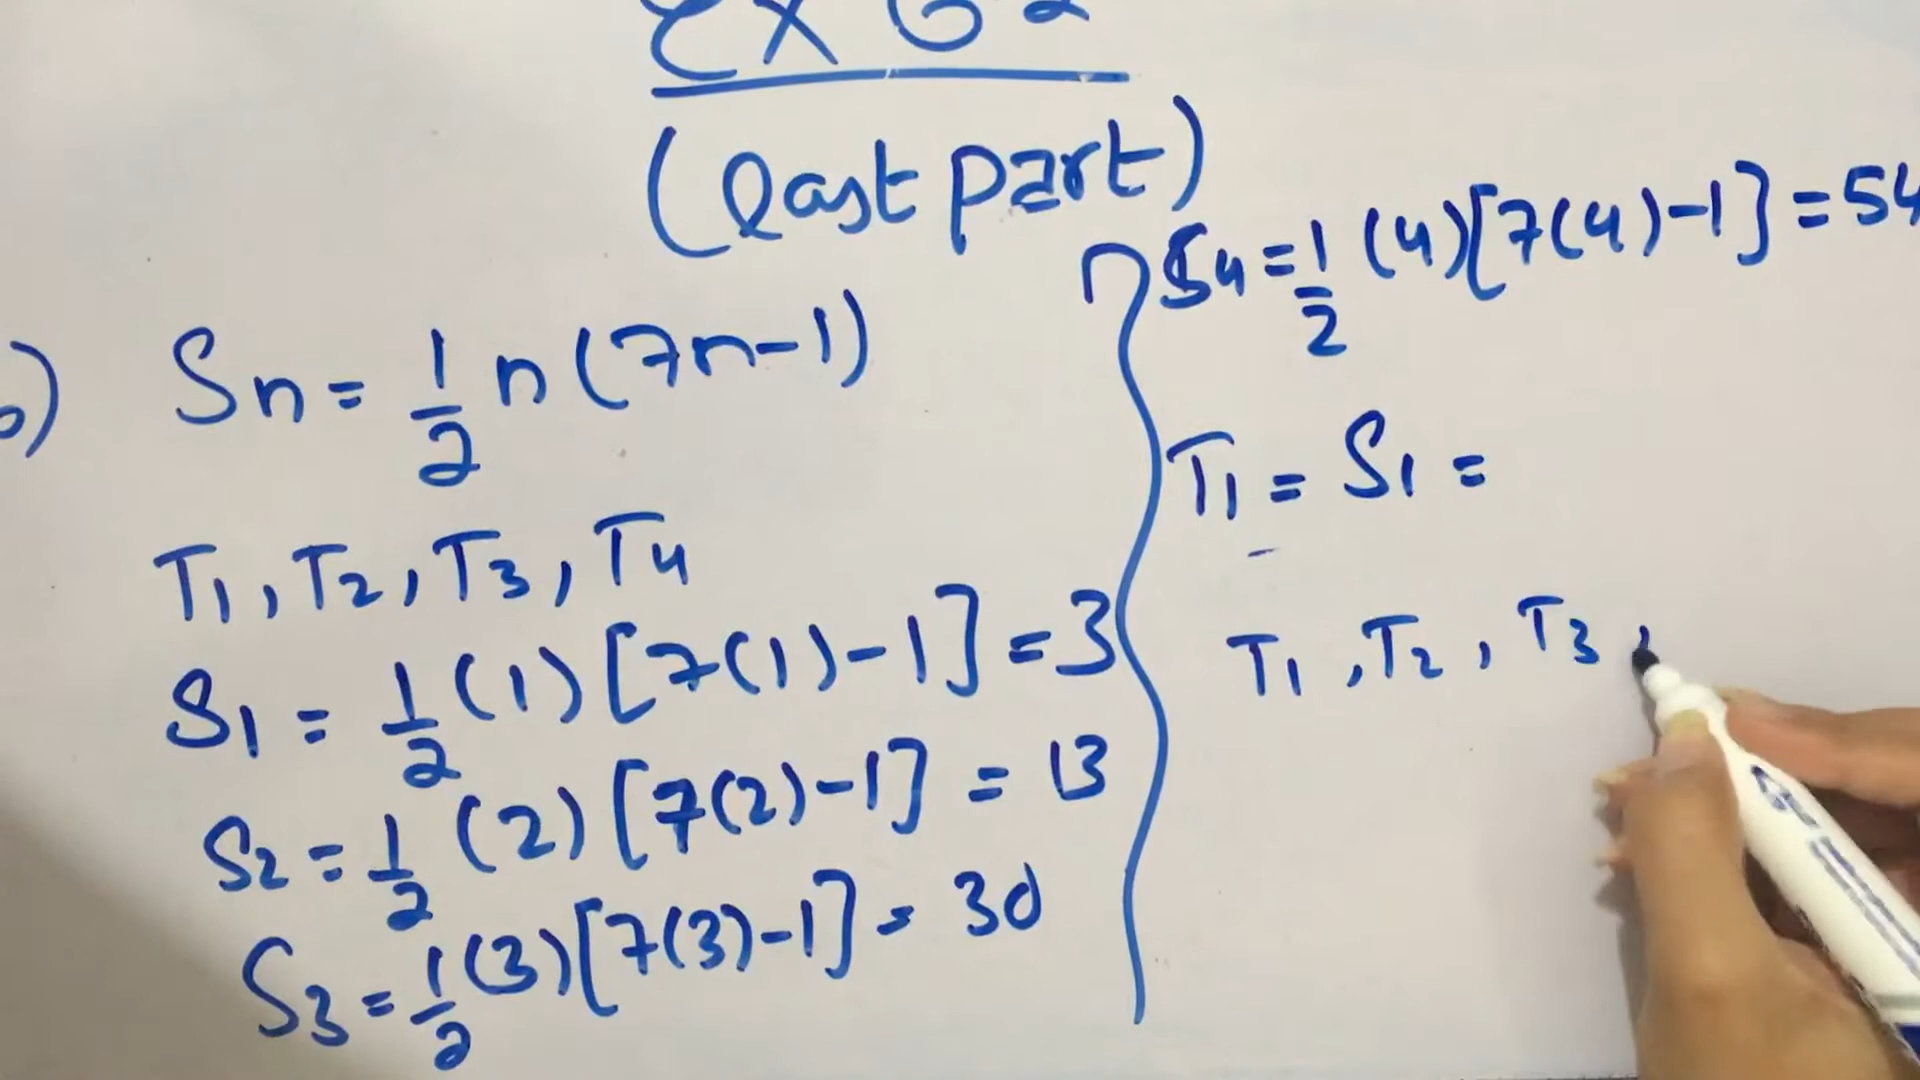 (last part)
b) Sn = 1/2 n (7n-1)
T1, T2, T3, T4
S1 = 1/2 (1) [7(1)-1] = 3
S2 = 1/2 (2) [7(2)-1] = 13
S3 = 1/2 (3) [7(3)-1] = 30
S4 = 1/2 (4) [7(4)-1] = 54
T1 = S1 =
T1, T2, T3,